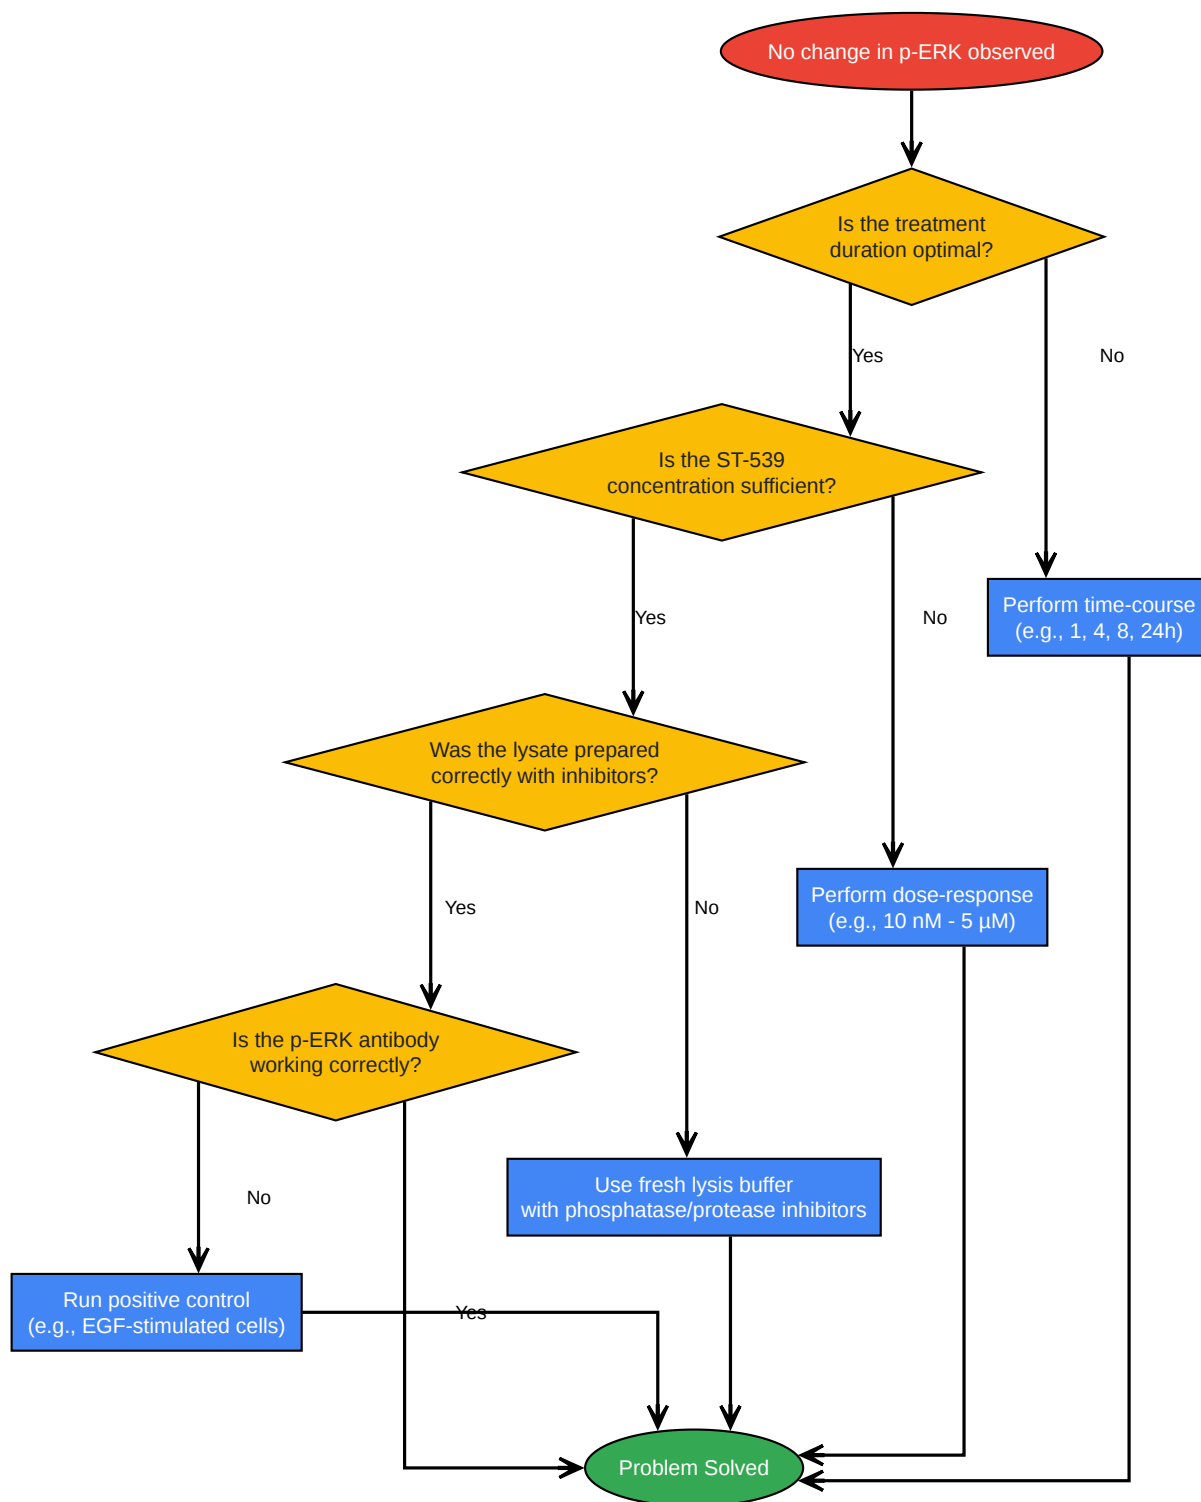 No change in p-ERK observed
Is the treatment
duration optimal?
Yes
No
Is the ST-539
concentration sufficient?
Yes
No
Perform time-course
(e.g., 1, 4, 8, 24h)
Was the lysate prepared
correctly with inhibitors?
Yes
No
Perform dose-response
(e.g., 10 nM - 5 µM)
Is the p-ERK antibody
working correctly?
No
Use fresh lysis buffer
with phosphatase/protease inhibitors
Run positive control
(e.g., EGF-stimulated cells)
Yes
Problem Solved